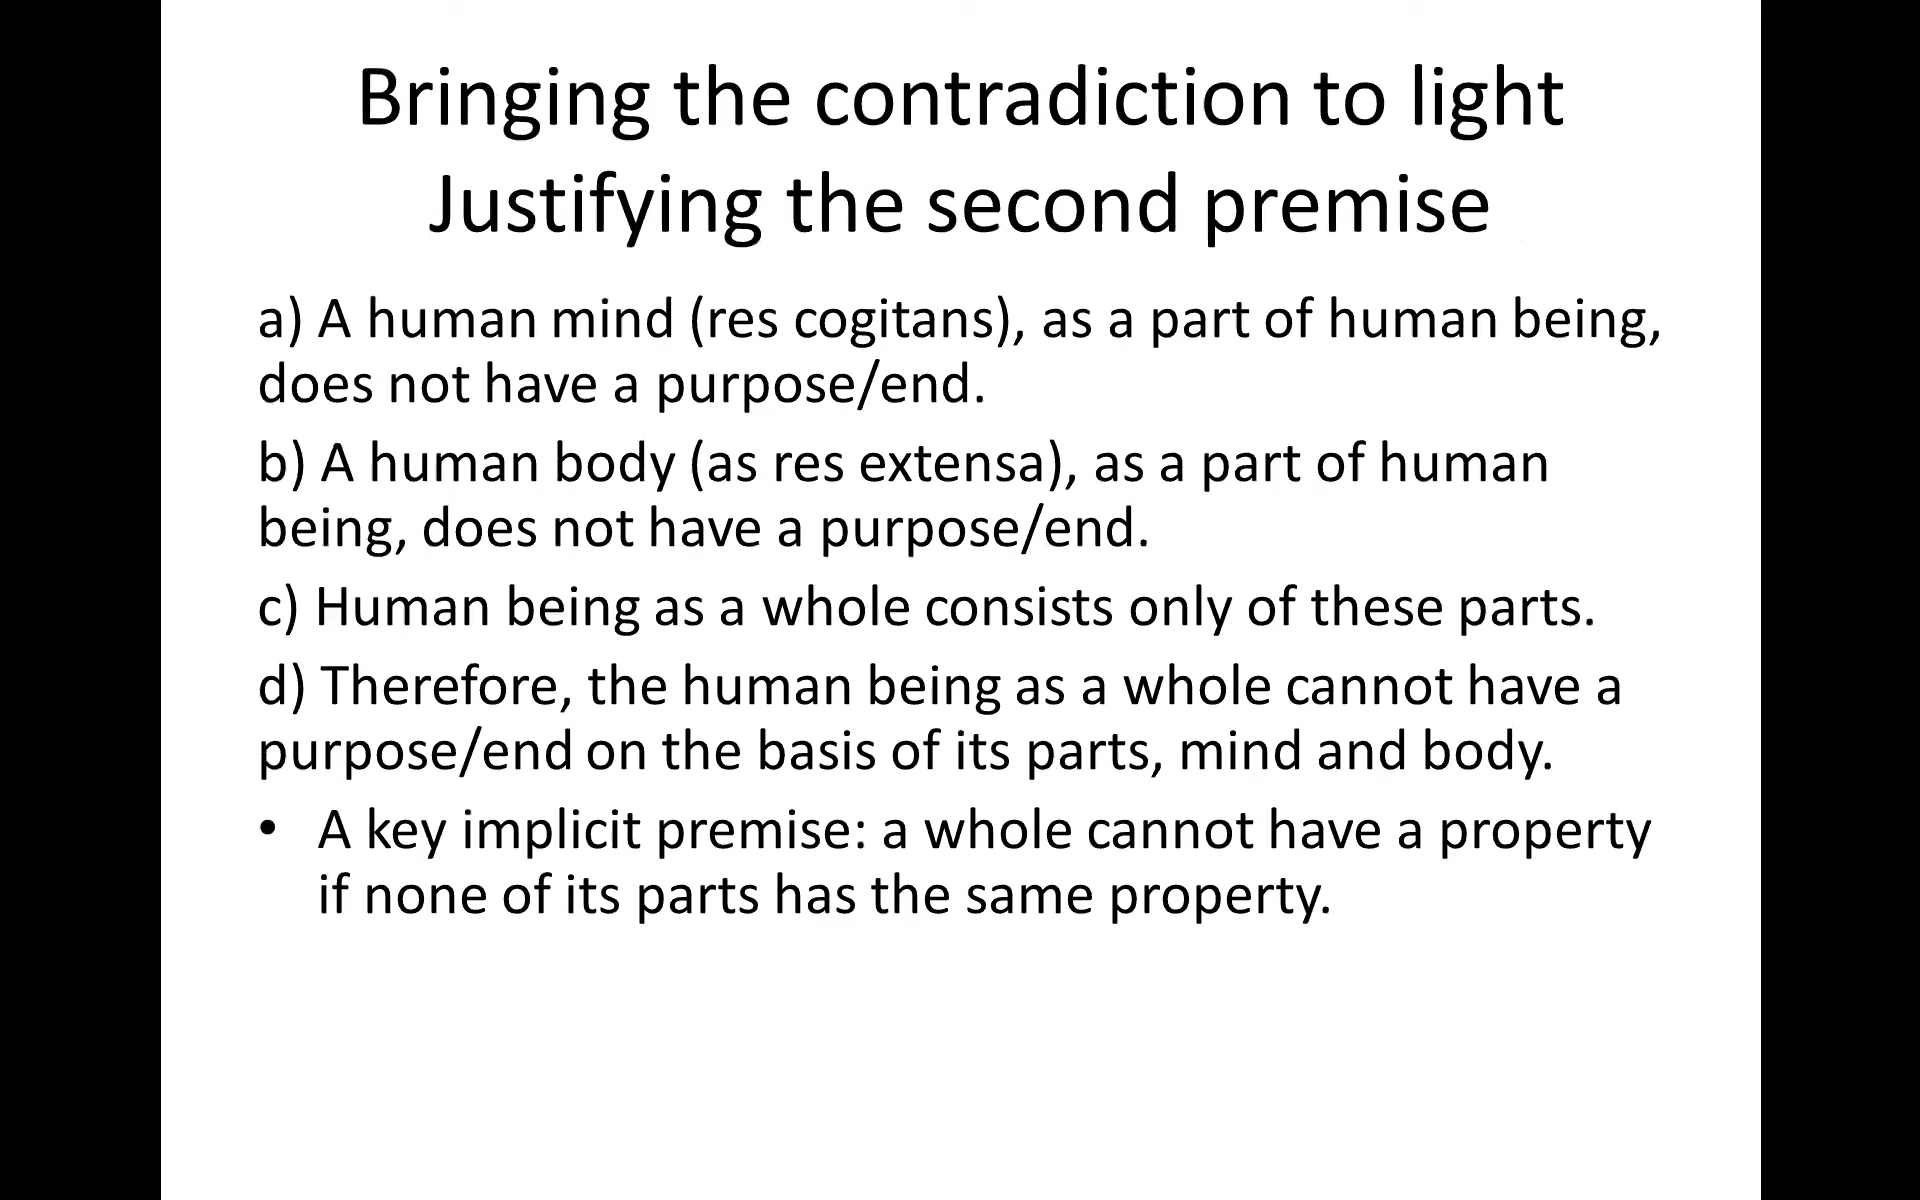 Bringing the contradiction to light
Justifying the second premise
a) A human mind (res cogitans), as a part of human being,
does not have a purpose/end.
b) A human body (as res extensa), as a part of human
being, does not have a purpose/end.
c) Human being as a whole consists only of these parts.
d) Therefore, the human being as a whole cannot have a
purpose/end on the basis of its parts, mind and body.
• A key implicit premise: a whole cannot have a property
if none of its parts has the same property.